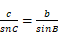 c/snC = b/sinB